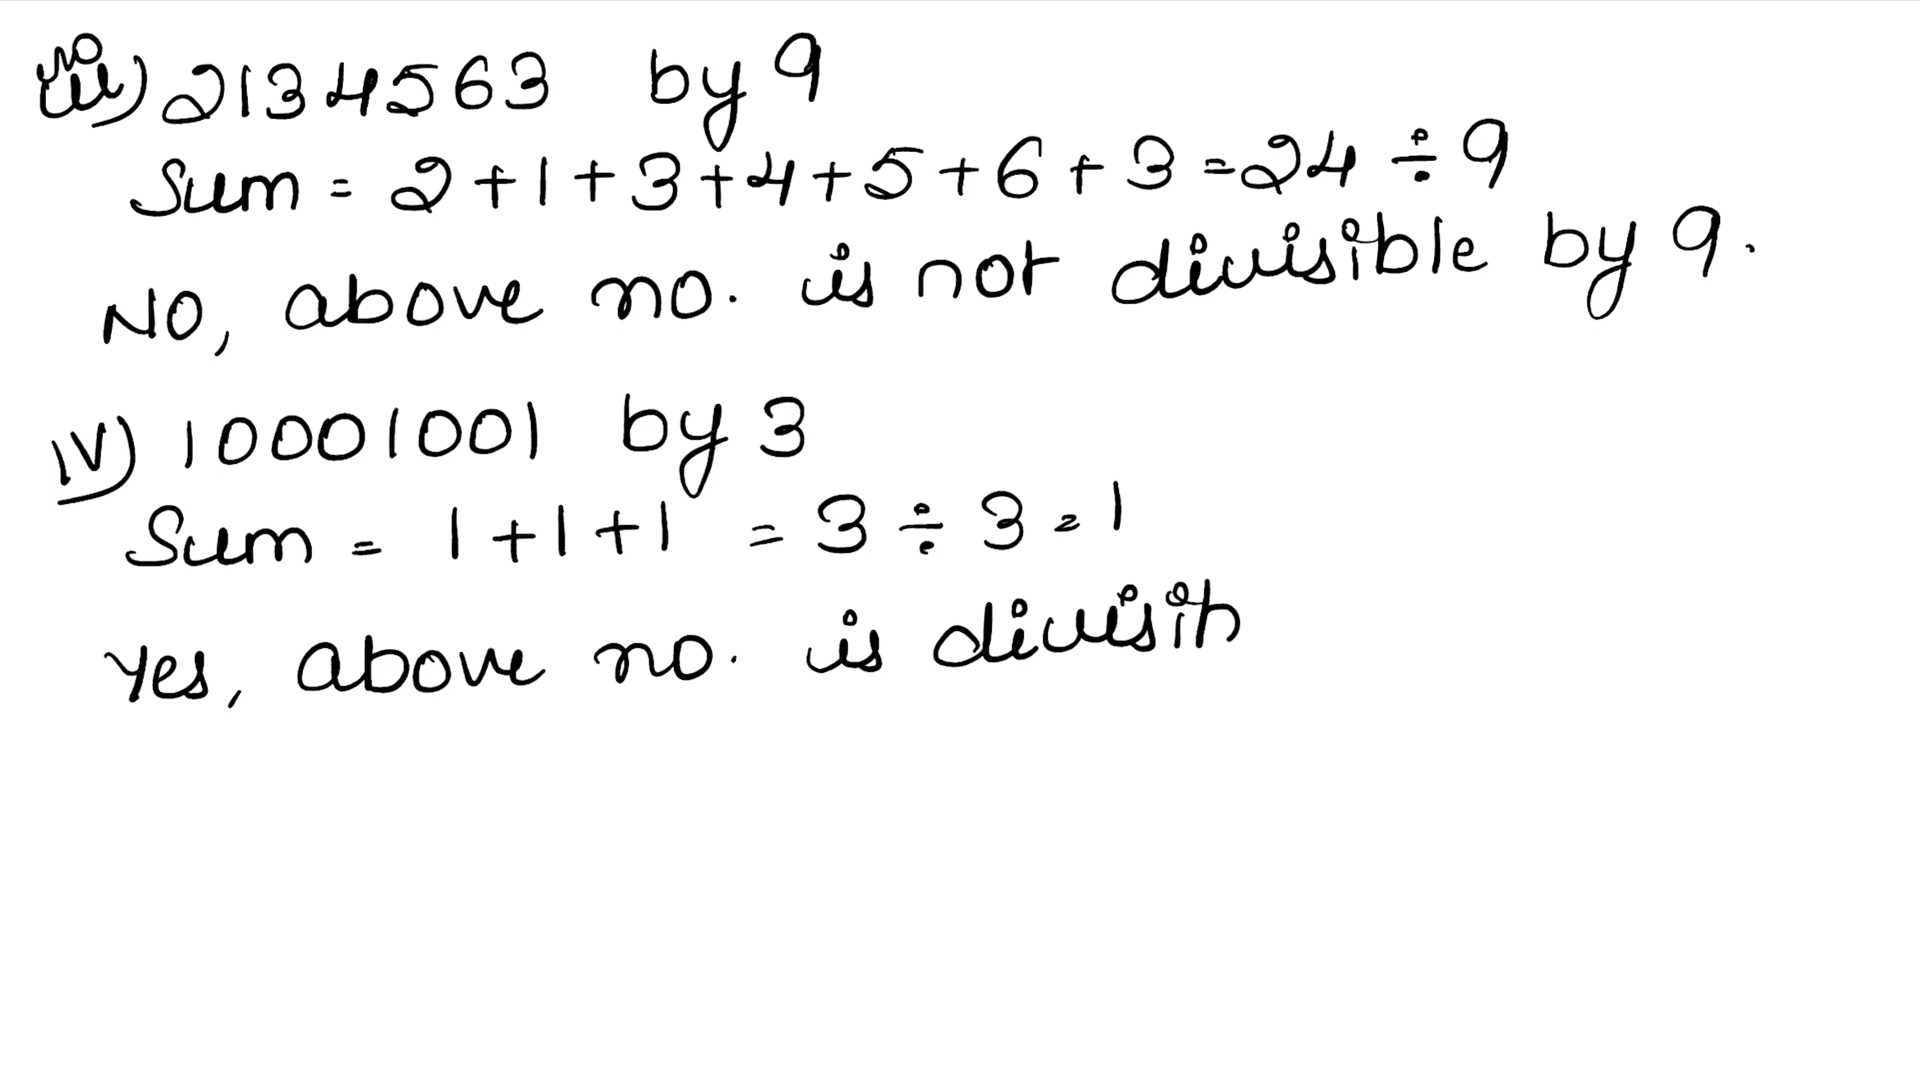 iii) 2134563 by 9
Sum = 2+1+3+4+5+6+3=24 ÷ 9
NO, above no. is not divisible by 9.
IV) 10001001 by 3
Sum = 1+1+1 = 3 ÷ 3 = 1
Yes, above no. is divisib